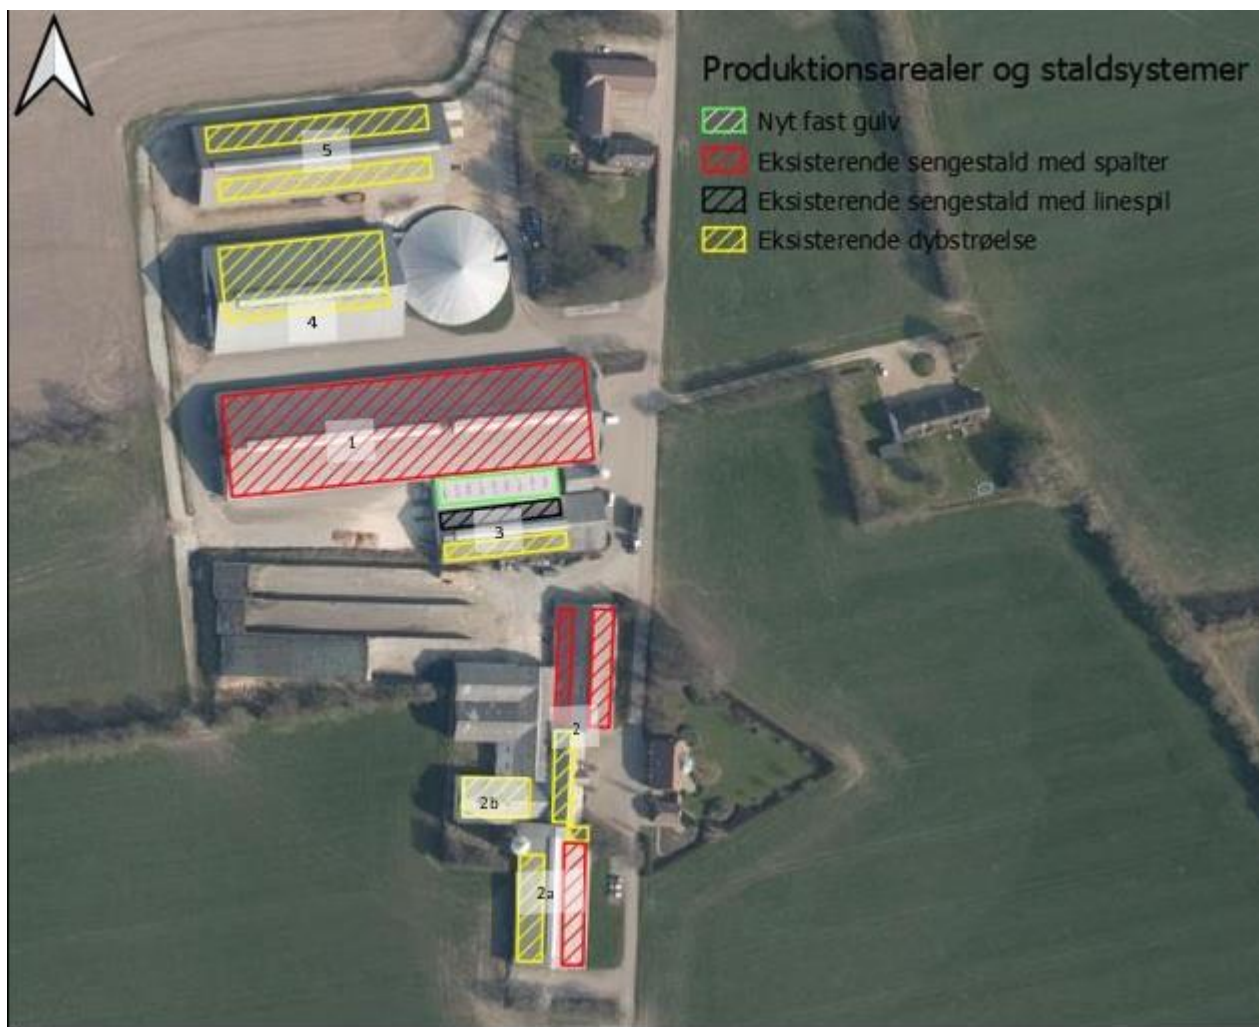 Produktionsarealer og staldsystemer
Nyt fast gulv
Eksisterende sengestald med spalter
Eksisterende sengestald med linespil
Eksisterende dybstrøelse
5
4
1
3
2
2b
2a